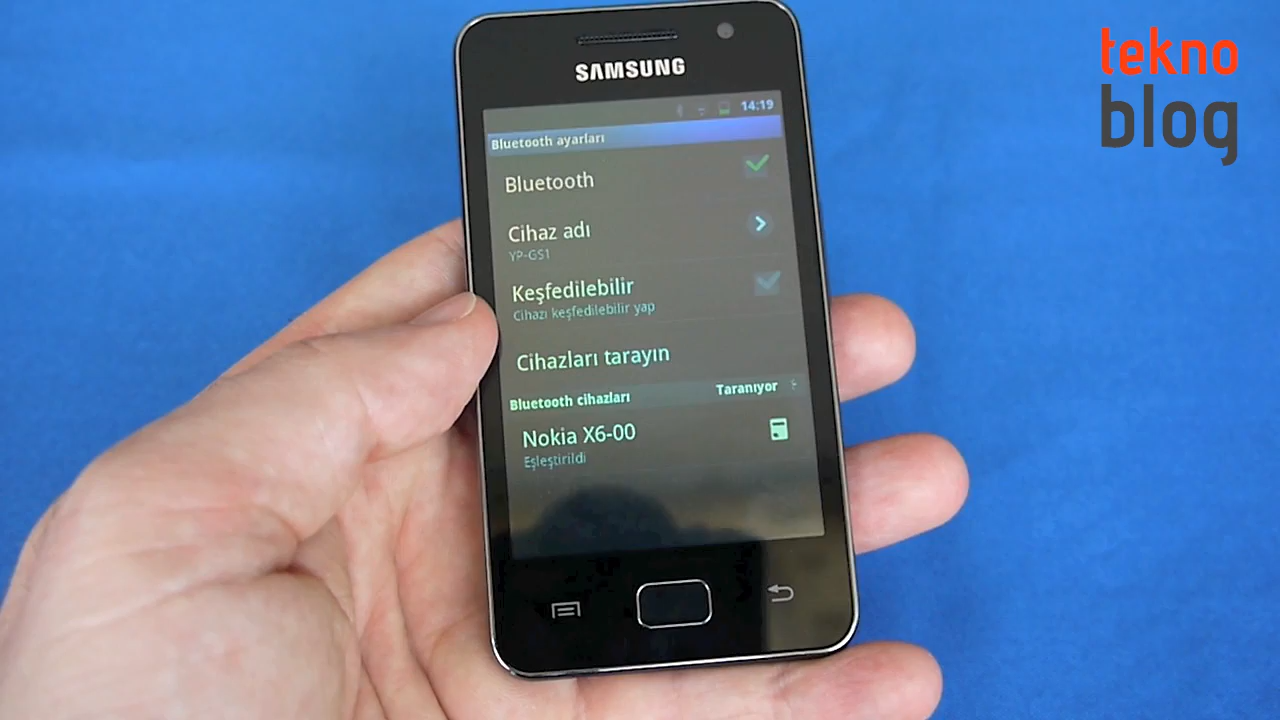 tekno
blog
SAMSUNG
14:19
Bluetooth ayarları
Bluetooth
Cihaz adı
YP-GS1
Keşfedilebilir
Cihazı keşfedilebilir yap
Cihazları tarayın
Bluetooth cihazları Taranıyor
Nokia X6-00
Eşleştirildi